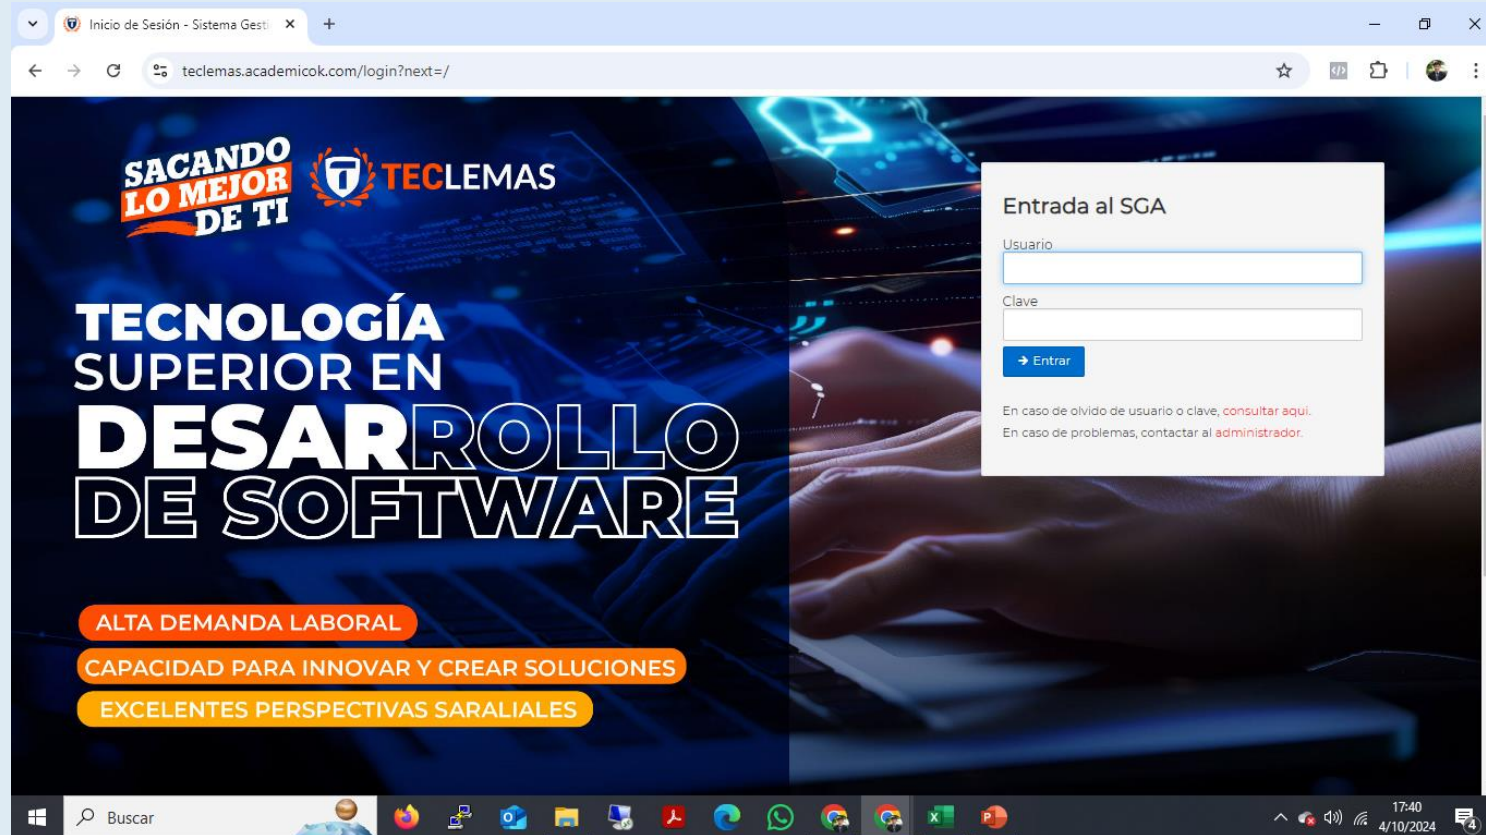 Inicio de Sesión - Sistema Gesti
teclemas.academicok.com/login?next=/
SACANDO
LO MEJOR
DE TI
TECLEMAS
TECNOLOGÍA
SUPERIOR EN
DESARROLLO
DE SOFTWARE
ALTA DEMANDA LABORAL
CAPACIDAD PARA INNOVAR Y CREAR SOLUCIONES
EXCELENTES PERSPECTIVAS SARALIALES
Entrada al SGA
Usuario
Clave
→ Entrar
En caso de olvido de usuario o clave, consultar aqui.
En caso de problemas, contactar al administrador.
Buscar
17:40
4/10/2024
4